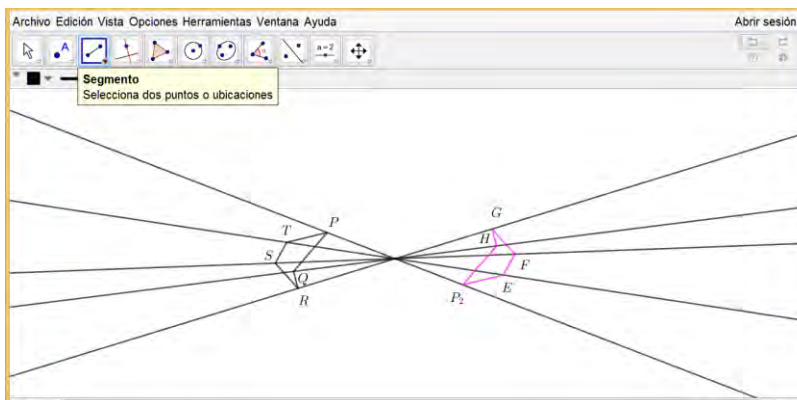 Archivo Edición Vista Opciones Herramientas Ventana Ayuda
Abrir sesión
A
a=2
Segmento
Selecciona dos puntos o ubicaciones
G
P
T
H
S
F
Q
E
R
P₂